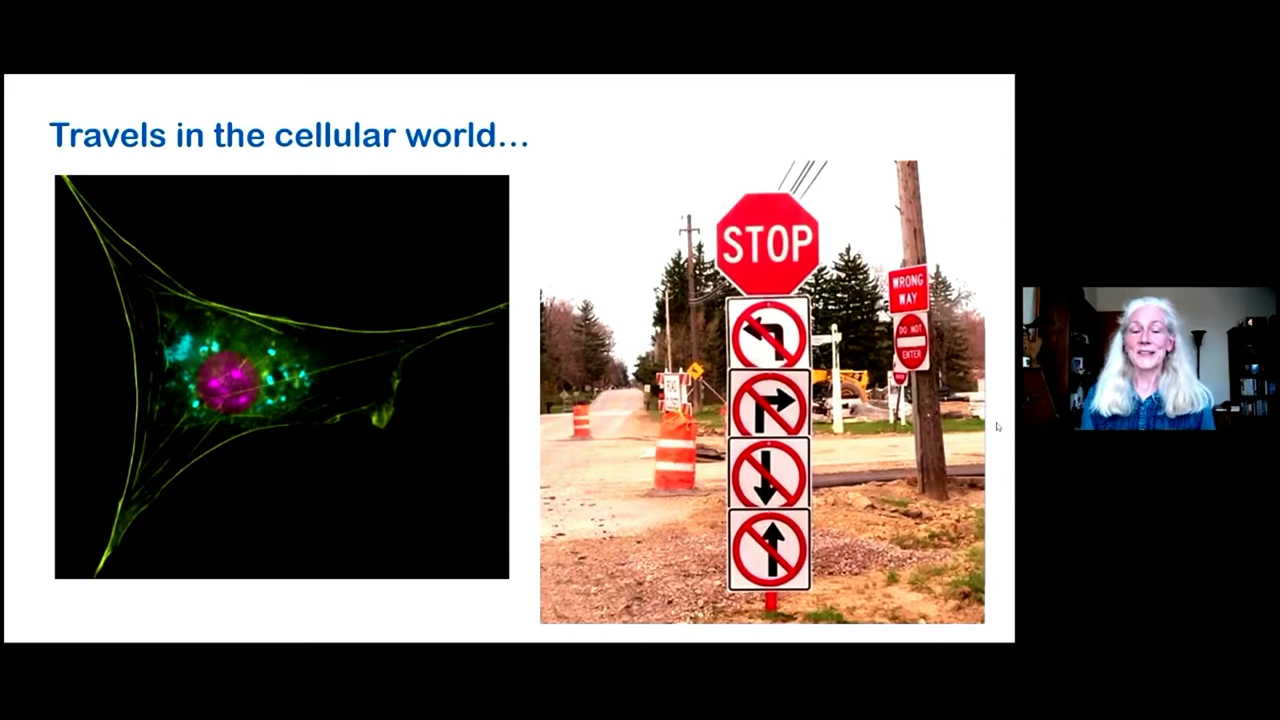 Travels in the cellular world…
STOP
WRONG
WAY
DO NOT
ENTER